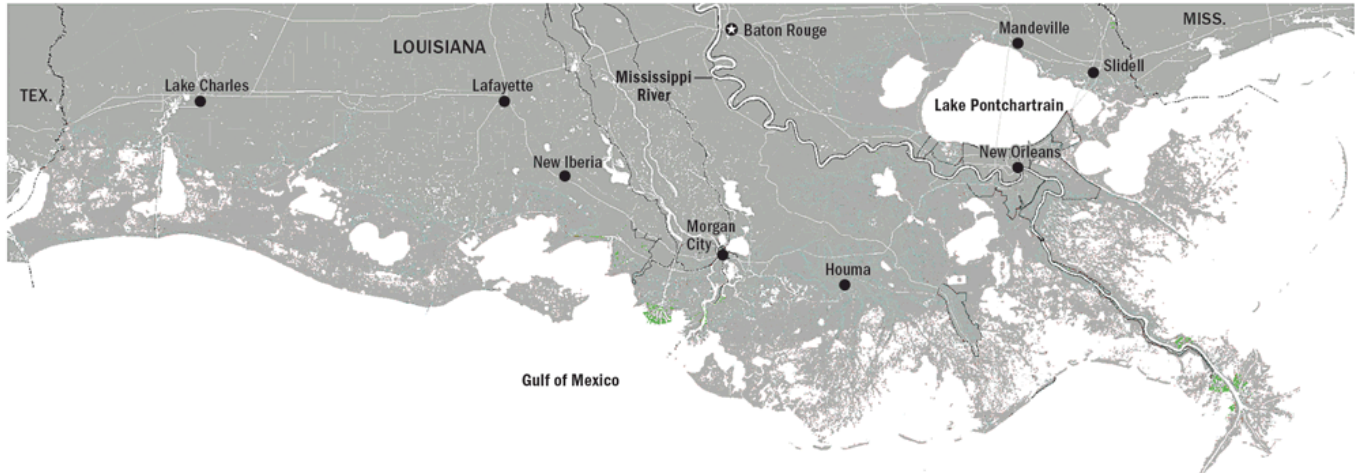 MISS.
Mandeville
Baton Rouge
LOUISIANA
Slidell
Mississippi
River
Lake Charles
Lafayette
TEX.
Lake Pontchartrain
New Orleans
New Iberia
Morgan
City
Houma
Gulf of Mexico